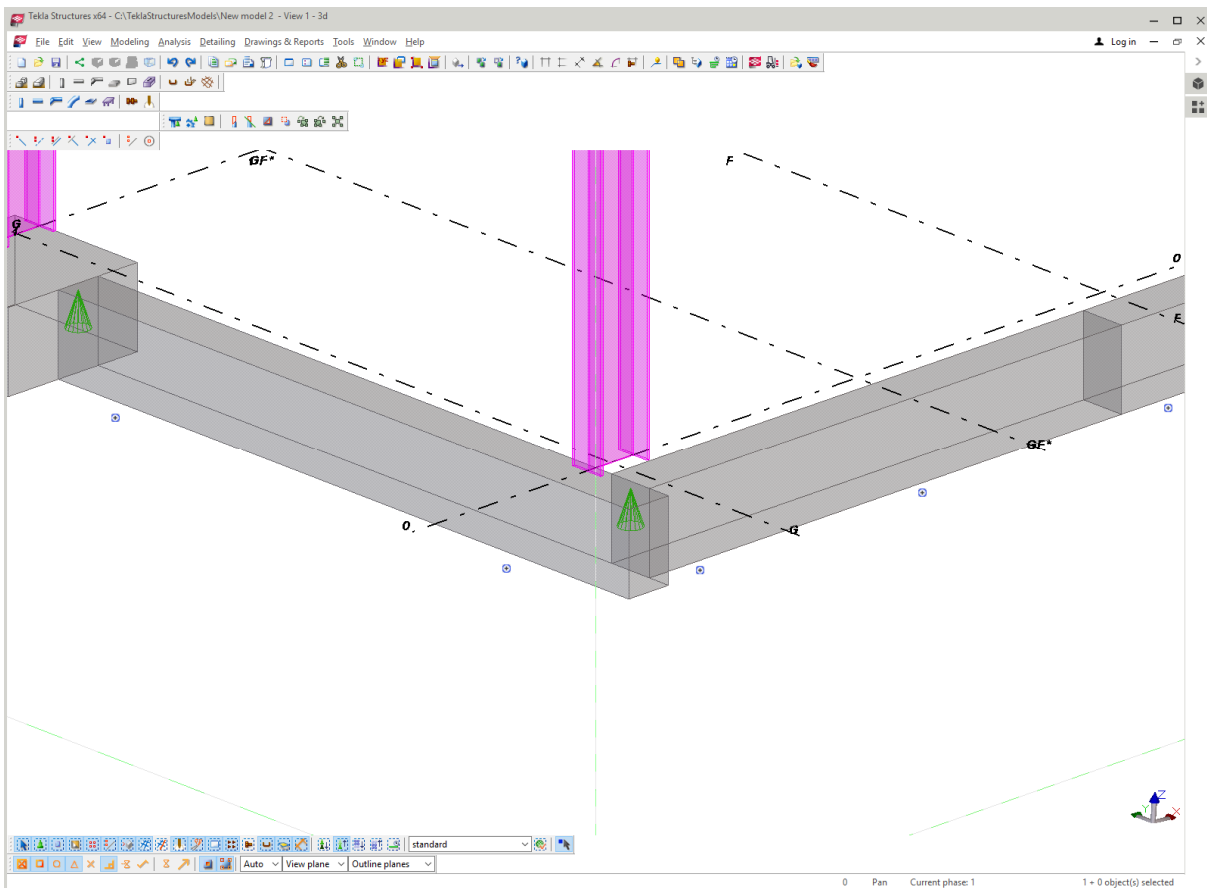 Tekla Structures x64 - C:\TeklaStructuresModels\New model 2 - View 1 - 3d
File Edit View Modeling Analysis Detailing Drawings & Reports Tools Window Help
Log in
GF*
F
G
O
F
GF*
O
G
Z
Y
X
standard
Auto
View plane
Outline planes
0
Pan
Current phase: 1
1 + 0 object(s) selected